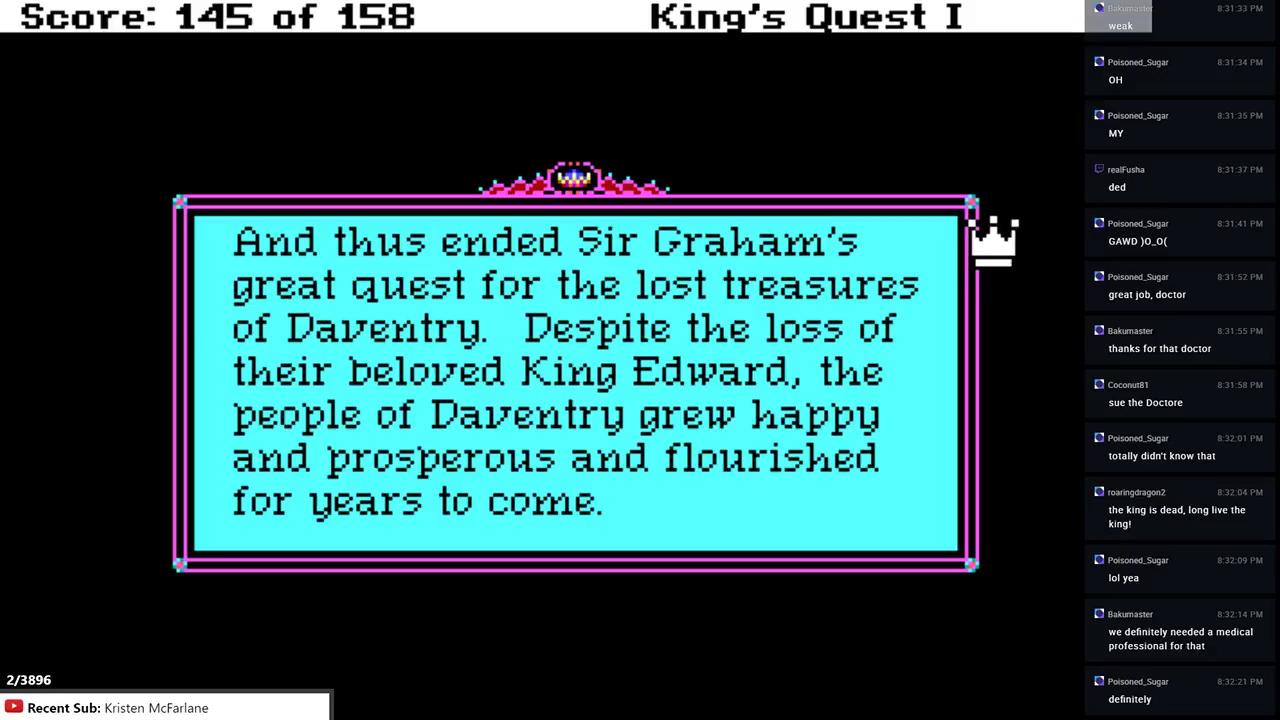 Score: 145 of 158
King's Quest I
And thus ended Sir Graham's
great quest for the lost treasures
of Daventry.  Despite the loss of
their beloved King Edward, the
people of Daventry grew happy
and prosperous and flourished
for years to come.
2/3896
Recent Sub: Kristen McFarlane
Bakumaster 8:31:33 PM
weak
Poisoned_Sugar 8:31:34 PM
OH
Poisoned_Sugar 8:31:35 PM
MY
realFusha 8:31:37 PM
ded
Poisoned_Sugar 8:31:41 PM
GAWD )O_O(
Poisoned_Sugar 8:31:52 PM
great job, doctor
Bakumaster 8:31:55 PM
thanks for that doctor
Coconut81 8:31:58 PM
sue the Doctore
Poisoned_Sugar 8:32:01 PM
totally didn't know that
roaringdragon2 8:32:04 PM
the king is dead, long live the
king!
Poisoned_Sugar 8:32:09 PM
lol yea
Bakumaster 8:32:14 PM
we definitely needed a medical
professional for that
Poisoned_Sugar 8:32:21 PM
definitely